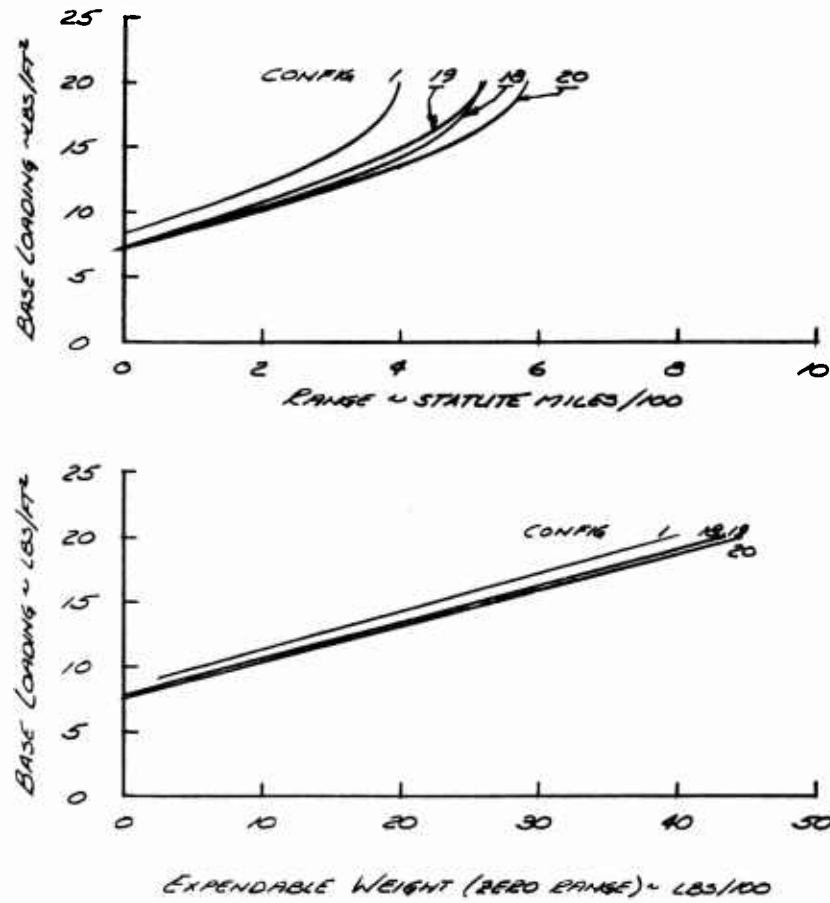 25
20
15
10
5
0
BASE LOADING ~ LBS/FT²
CONFIG 1 19 18 20
0 2 4 6 8 10
RANGE ~ STATUTE MILES/100
25
20
15
10
5
0
BASE LOADING ~ LBS/FT²
CONFIG 1 18,19
20
0 10 20 30 40 50
EXPENDABLE WEIGHT (ZERO RANGE) ~ LBS/100